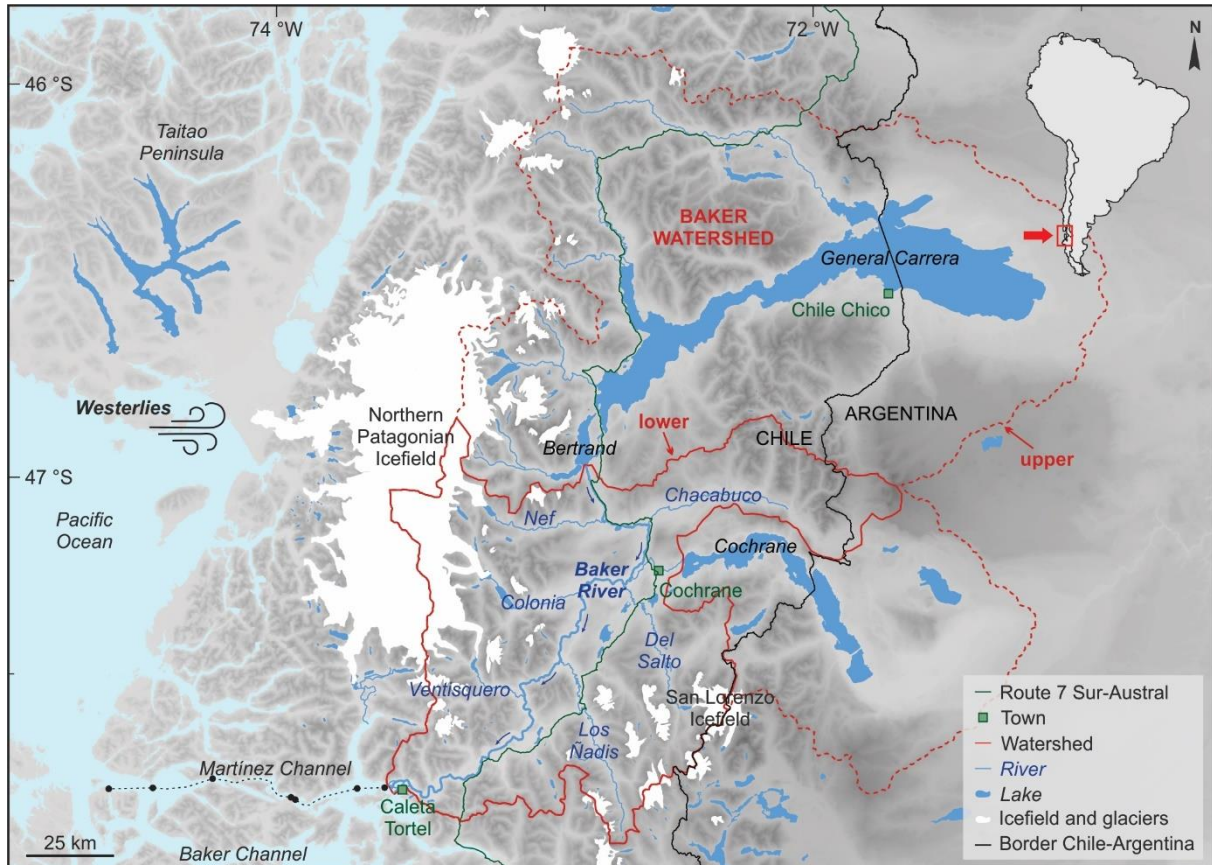 74 °W
72 °W
N
46 °S
Taitao
Peninsula
BAKER
WATERSHED
General Carrera
Chile Chico
Westerlies
Northern
Patagonian
Icefield
lower
ARGENTINA
CHILE
Bertrand
upper
47 °S
Chacabuco
Nef
Pacific
Ocean
Cochrane
Baker
River
Cochrane
Colonia
Del
Salto
Ventisquero
San Lorenzo
Icefield
Los
Ñadis
Martínez Channel
Caleta
Tortel
25 km
Baker Channel
Route 7 Sur-Austral
Town
Watershed
River
Lake
Icefield and glaciers
Border Chile-Argentina